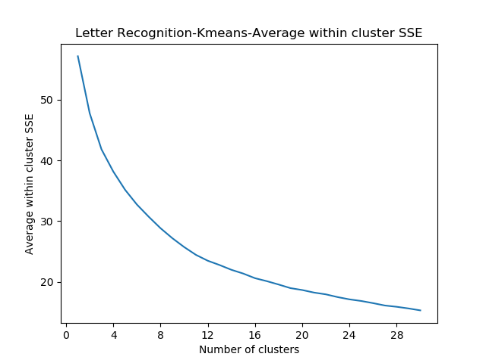 Letter Recognition-Kmeans-Average within cluster SSE
Average within cluster SSE
50
40
30
20
0 4 8 12 16 20 24 28
Number of clusters